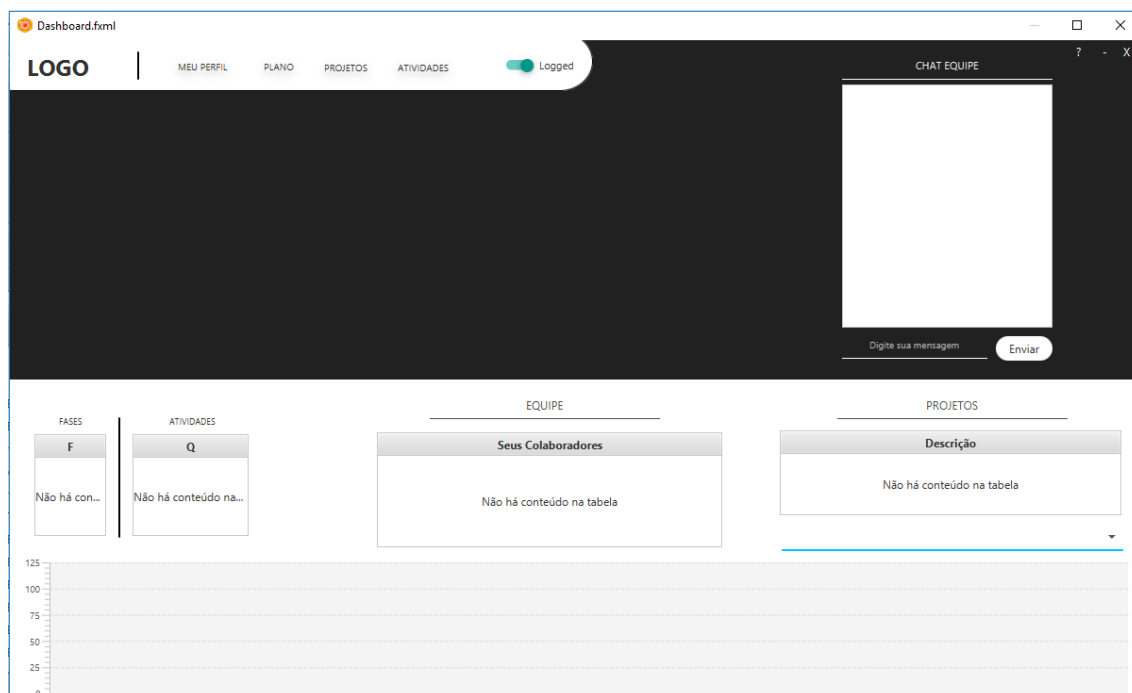 Dashboard.fxml
? - X
LOGO MEU PERFIL PLANO PROJETOS ATIVIDADES Logged
CHAT EQUIPE
Digite sua mensagem Enviar
EQUIPE PROJETOS
FASES ATIVIDADES
F Q Seus Colaboradores Descrição
Não há con... Não há conteúdo na... Não há conteúdo na tabela Não há conteúdo na tabela
125
100
75
50
25
0